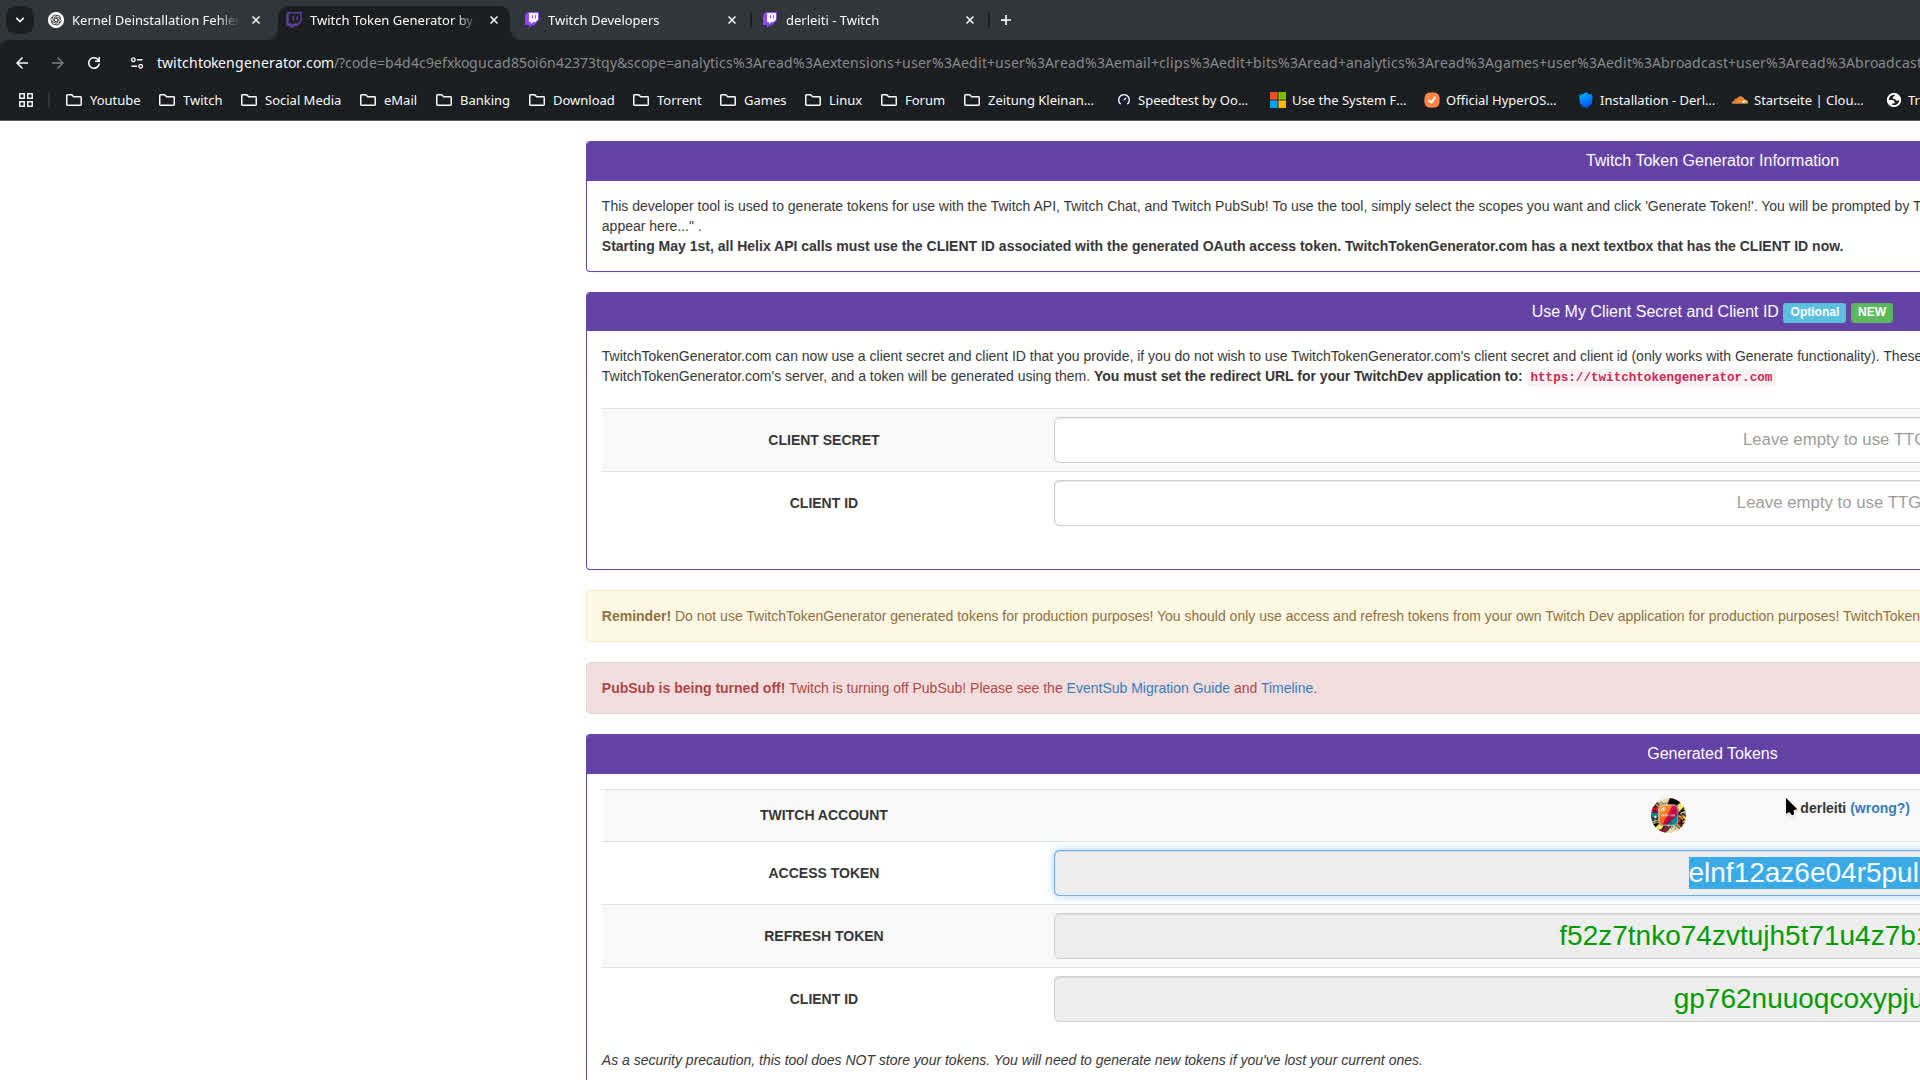 Kernel Deinstallation Fehle
Twitch Token Generator by
Twitch Developers
derleiti - Twitch
twitchtokengenerator.com/?code=b4d4c9efxkogucad85oi6n42373tqy&scope=analytics%3Aread%3Aextensions+user%3Aedit+user%3Aread%3Aemail+clips%3Aedit+bits%3Aread+analytics%3Aread%3Agames+user%3Aedit%3Abroadcast+user%3Aread%3Abroadcast
Youtube
Twitch
Social Media
eMail
Banking
Download
Torrent
Games
Linux
Forum
Zeitung Kleinan...
Speedtest by Oo...
Use the System F...
Official HyperOS...
Installation - Derl...
Startseite | Clou...
Tr
Twitch Token Generator Information
This developer tool is used to generate tokens for use with the Twitch API, Twitch Chat, and Twitch PubSub! To use the tool, simply select the scopes you want and click 'Generate Token!'. You will be prompted by T
appear here..." .
Starting May 1st, all Helix API calls must use the CLIENT ID associated with the generated OAuth access token. TwitchTokenGenerator.com has a next textbox that has the CLIENT ID now.
Use My Client Secret and Client ID Optional NEW
TwitchTokenGenerator.com can now use a client secret and client ID that you provide, if you do not wish to use TwitchTokenGenerator.com's client secret and client id (only works with Generate functionality). These
TwitchTokenGenerator.com's server, and a token will be generated using them. You must set the redirect URL for your TwitchDev application to: https://twitchtokengenerator.com
CLIENT SECRET
Leave empty to use TTG
CLIENT ID
Leave empty to use TTG
Reminder! Do not use TwitchTokenGenerator generated tokens for production purposes! You should only use access and refresh tokens from your own Twitch Dev application for production purposes! TwitchToken
PubSub is being turned off! Twitch is turning off PubSub! Please see the EventSub Migration Guide and Timeline.
Generated Tokens
TWITCH ACCOUNT
derleiti (wrong?)
ACCESS TOKEN
elnf12az6e04r5pul
REFRESH TOKEN
f52z7tnko74zvtujh5t71u4z7b1
CLIENT ID
gp762nuuoqcoxypju
As a security precaution, this tool does NOT store your tokens. You will need to generate new tokens if you've lost your current ones.